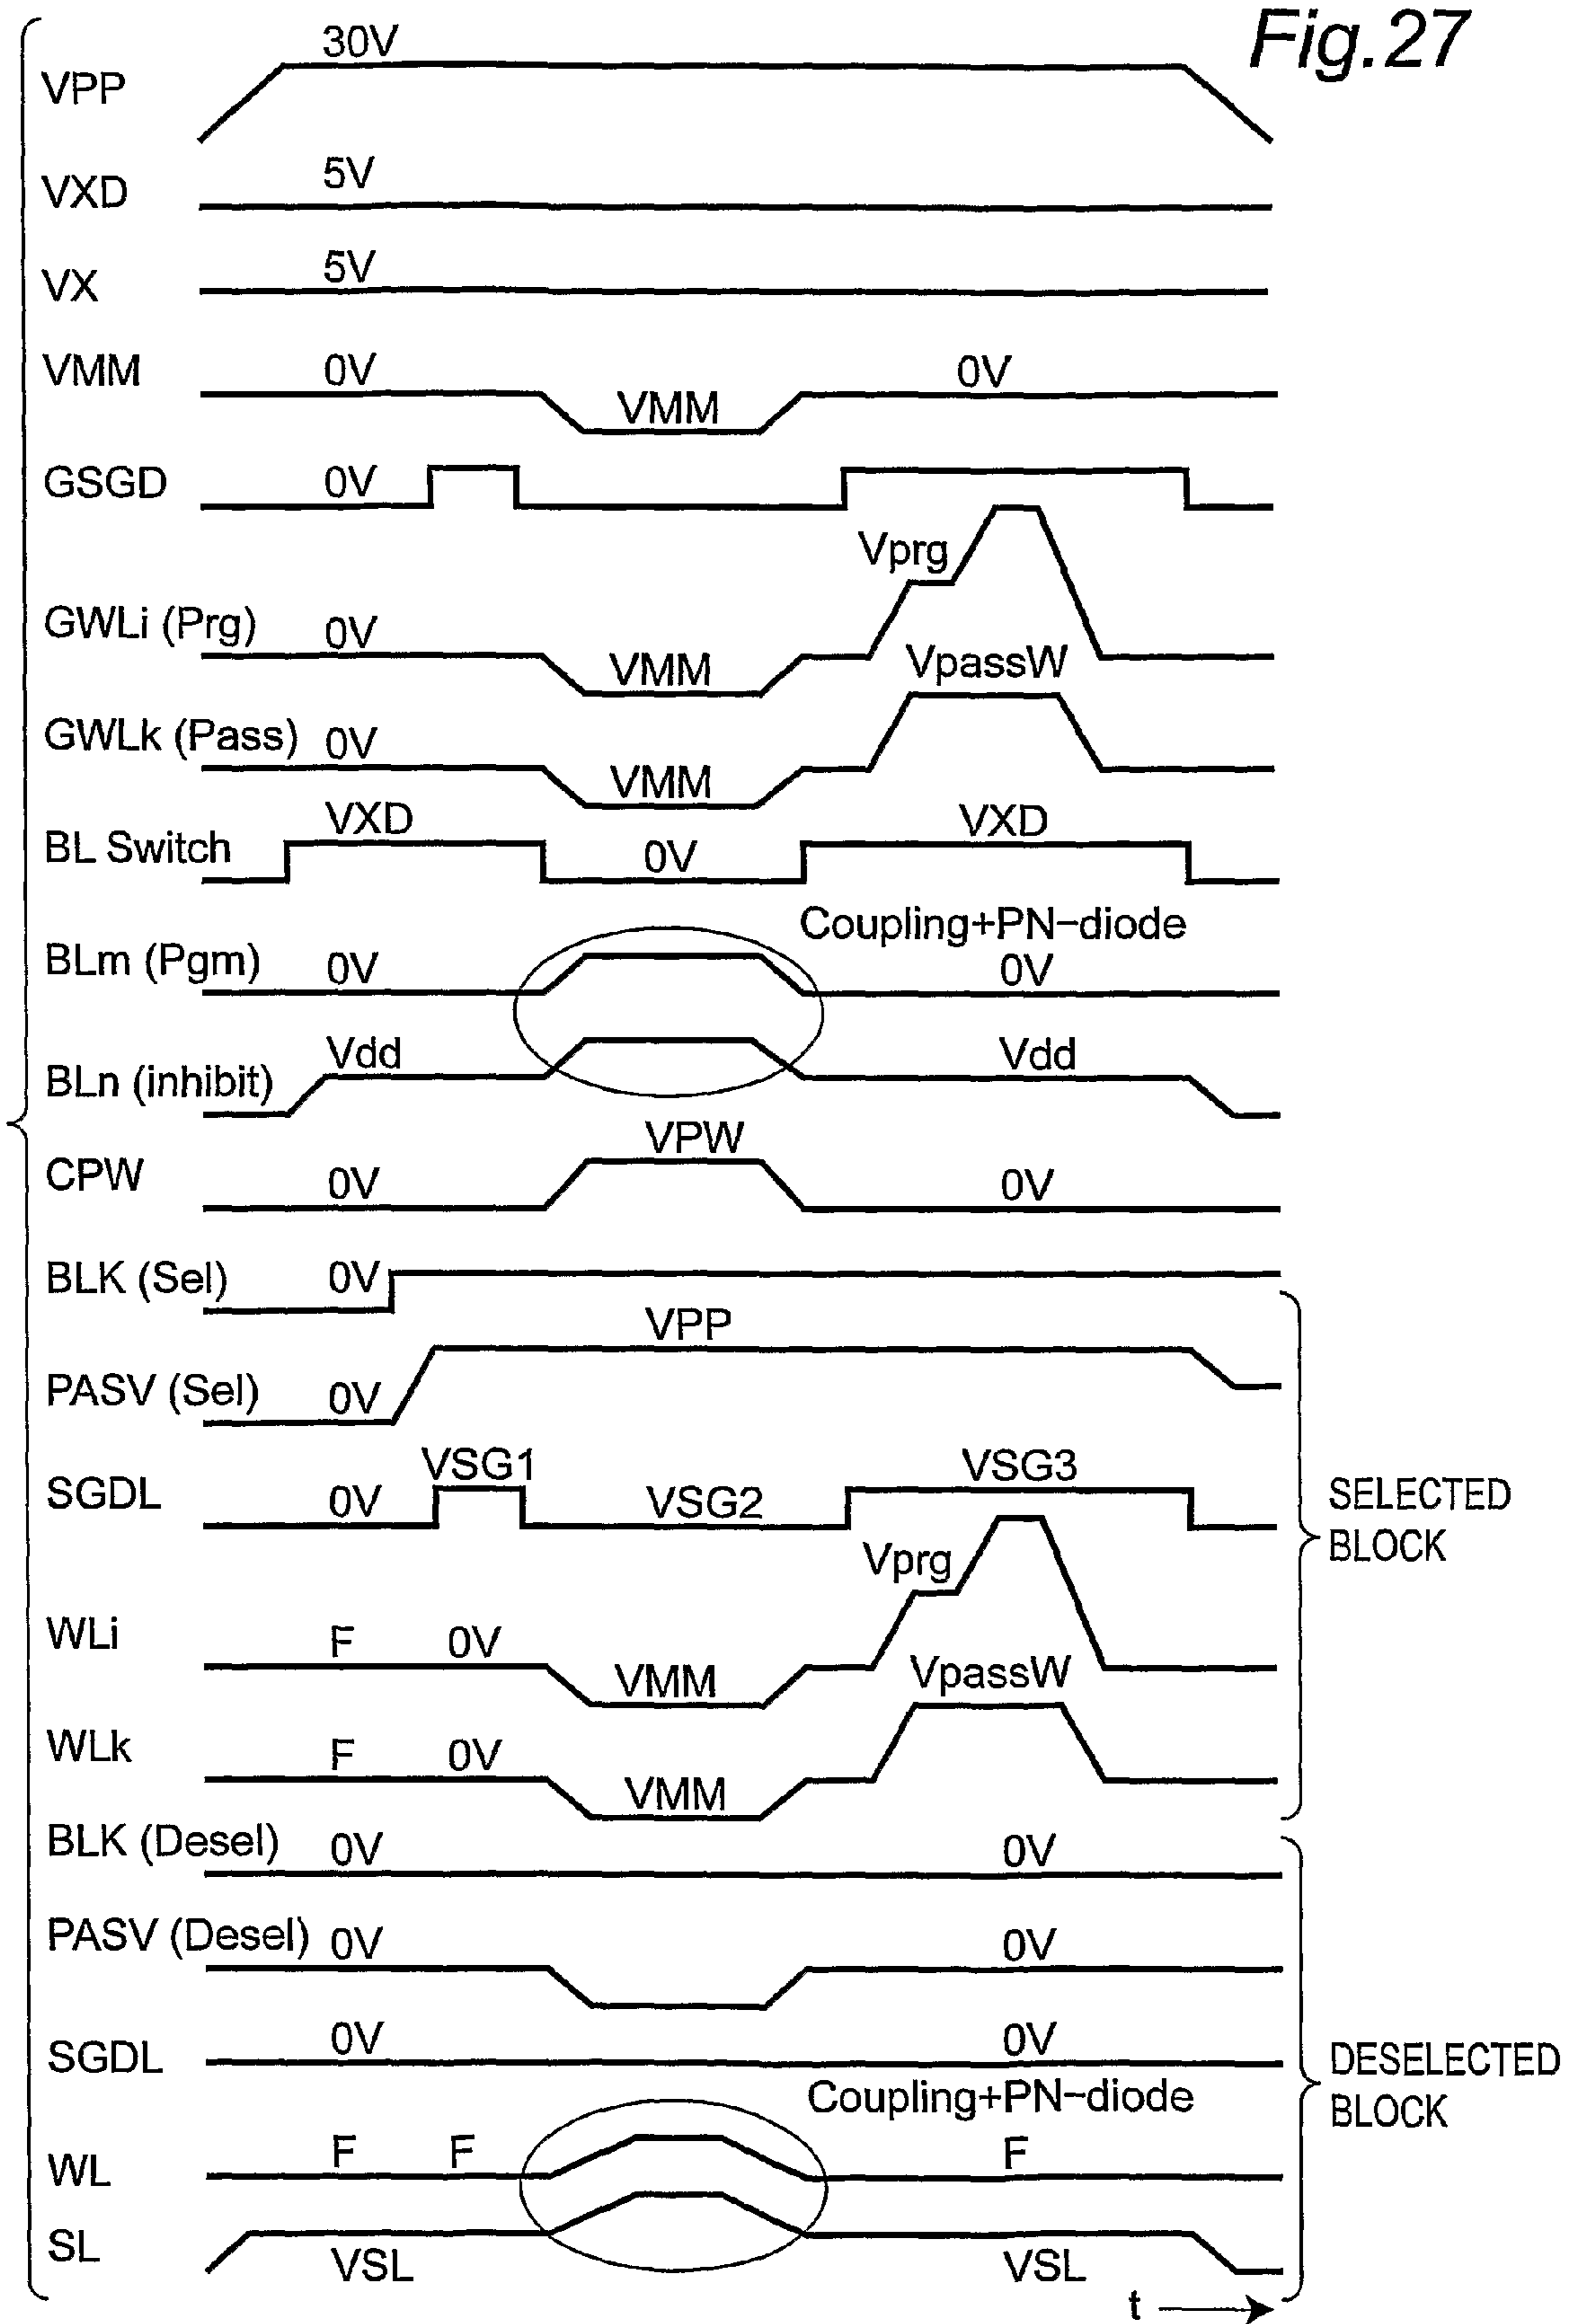 Fig.27
VPP 30V
VXD 5V
VX 5V
VMM 0V VMM 0V
GSGD 0V
GWLi (Prg) 0V VMM Vprg
GWLk (Pass) 0V VMM VpassW
BL Switch VXD 0V VXD
Coupling+PN-diode
BLm (Pgm) 0V 0V
BLn (inhibit) Vdd Vdd
CPW 0V VPW 0V
BLK (Sel) 0V
PASV (Sel) 0V VPP
SGDL 0V VSG1 VSG2 VSG3
SELECTED
BLOCK
WLi F 0V VMM Vprg
WLk F 0V VMM VpassW
BLK (Desel) 0V 0V
PASV (Desel) 0V 0V
SGDL 0V 0V
DESELECTED
BLOCK
Coupling+PN-diode
WL F F F
SL VSL VSL
t